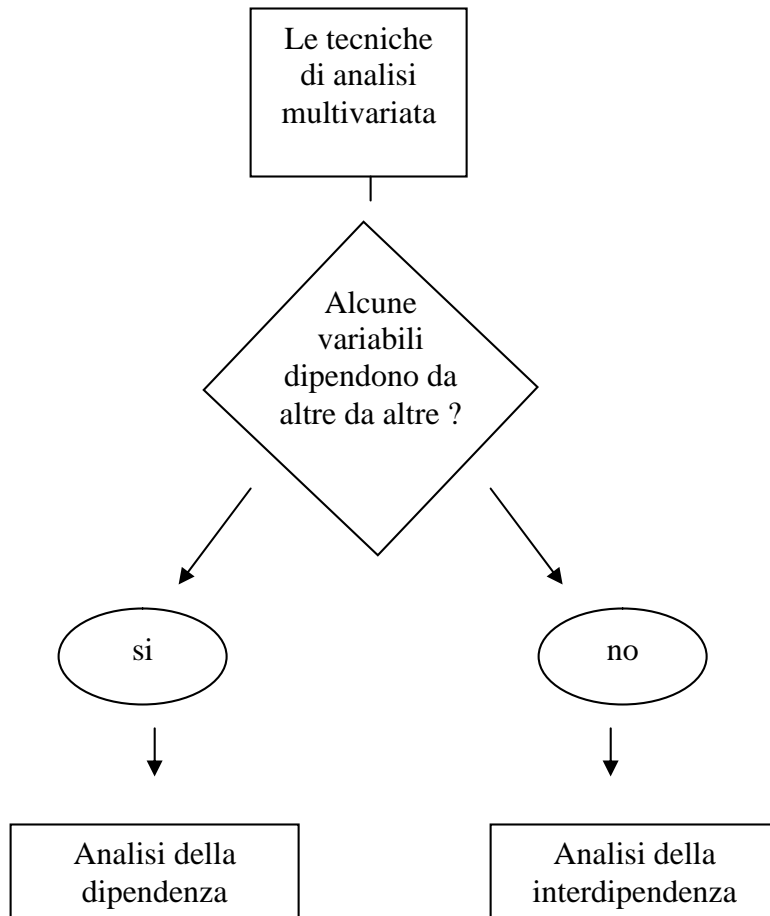 Le tecniche
di analisi
multivariata
Alcune
variabili
dipendono da
altre da altre ?
si
no
Analisi della
dipendenza
Analisi della
interdipendenza